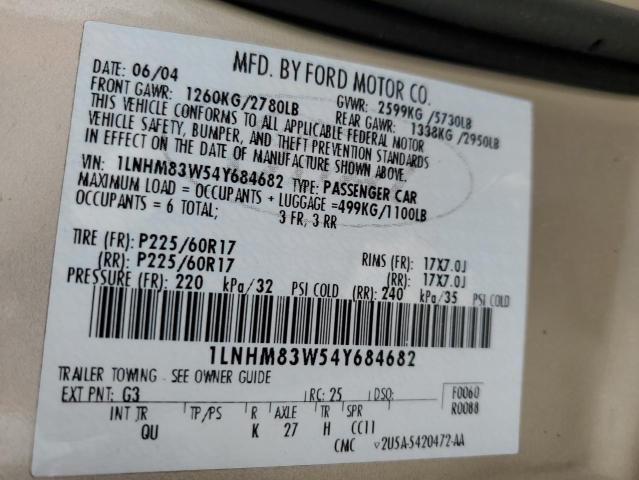 MFD. BY FORD MOTOR CO.
DATE: 06/04 GVWR: 2599KG/5730LB
FRONT GAWR: 1260KG/2780LB REAR GAWR: 1338KG/2950LB
THIS VEHICLE CONFORMS TO ALL APPLICABLE FEDERAL MOTOR
VEHICLE SAFETY, BUMPER, AND THEFT PREVENTION STANDARDS
IN EFFECT ON THE DATE OF MANUFACTURE SHOWN ABOVE.
VIN: 1LNHM83W54Y684682 TYPE: PASSENGER CAR
MAXIMUM LOAD = OCCUPANTS + LUGGAGE =499KG/1100LB
OCCUPANTS = 6 TOTAL; 3 FR, 3 RR
TIRE (FR): P225/60R17 RIMS (FR): 17X7.0J
(RR): P225/60R17 (RR): 17X7.0J
PRESSURE (FR): 220 kPa/32 PSI COLD (RR): 240 kPa/35 PSI COLD
1LNHM83W54Y684682
TRAILER TOWING - SEE OWNER GUIDE
EXT PNT: G3 RC: 25 DSO: F0060
R0088
INT TR TP/PS R AXLE TR SPR
QU K 27 H CC11
CMC 2U5A-5420472-AA